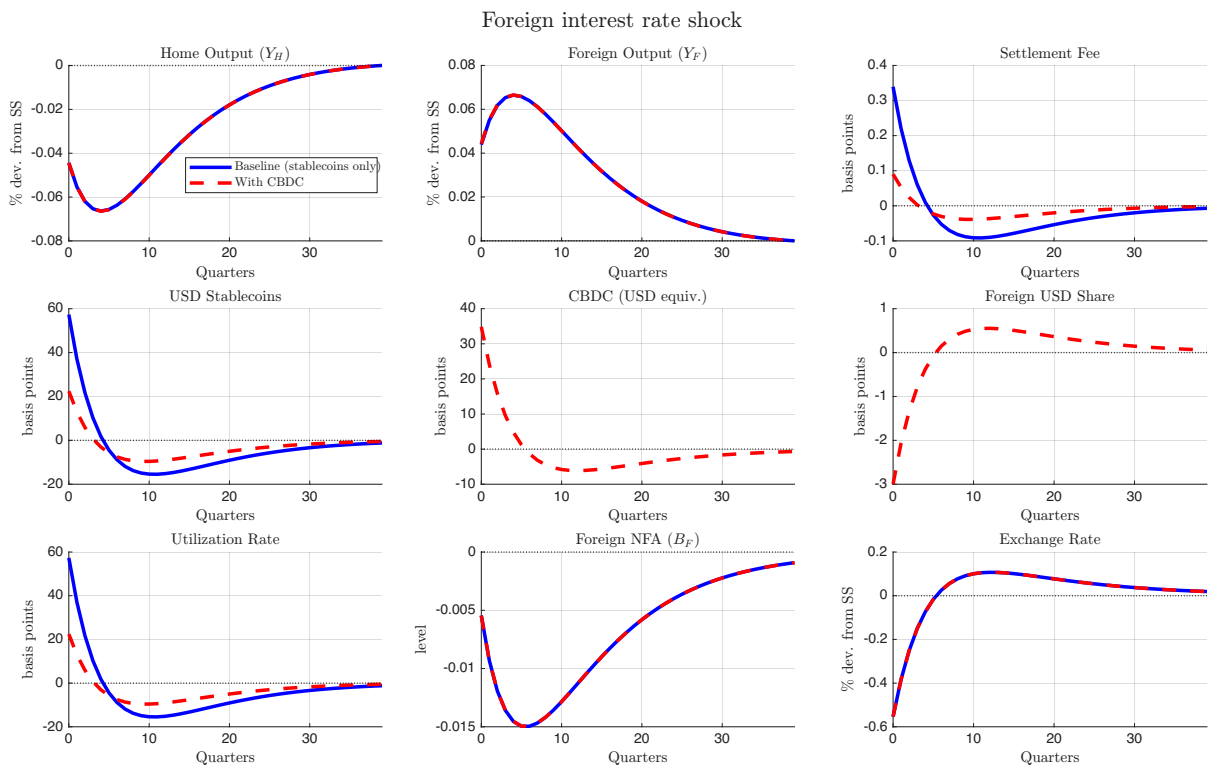 Foreign interest rate shock
Home Output (Y_H)
% dev. from SS
0
-0.02
-0.04
-0.06
-0.08
Baseline (stablecoins only)
With CBDC
0 10 20 30
Quarters
Foreign Output (Y_F)
% dev. from SS
0.08
0.06
0.04
0.02
0
0 10 20 30
Quarters
Settlement Fee
basis points
0.4
0.3
0.2
0.1
0
-0.1
0 10 20 30
Quarters
USD Stablecoins
basis points
60
40
20
0
-20
0 10 20 30
Quarters
CBDC (USD equiv.)
basis points
40
30
20
10
0
-10
0 10 20 30
Quarters
Foreign USD Share
basis points
1
0
-1
-2
-3
0 10 20 30
Quarters
Utilization Rate
basis points
60
40
20
0
-20
0 10 20 30
Quarters
Foreign NFA (B_F)
level
0
-0.005
-0.01
-0.015
0 10 20 30
Quarters
Exchange Rate
% dev. from SS
0.2
0
-0.2
-0.4
-0.6
0 10 20 30
Quarters